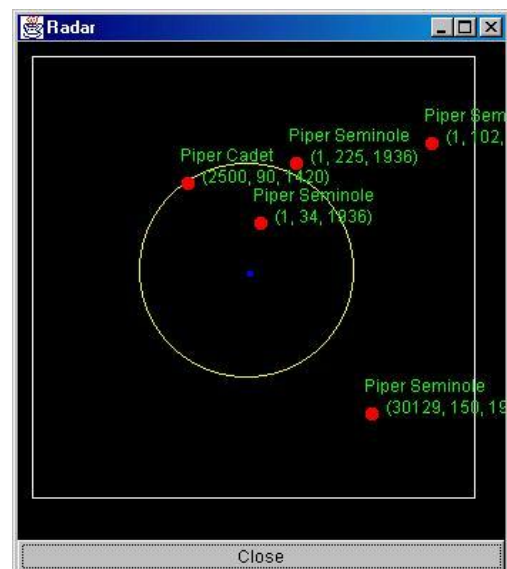 Radar
Piper Sem
(1, 102,
Piper Seminole
(1, 225, 1936)
Piper Cadet
(2500, 90, 1420)
Piper Seminole
(1, 34, 1936)
Piper Seminole
(30129, 150, 19
Close